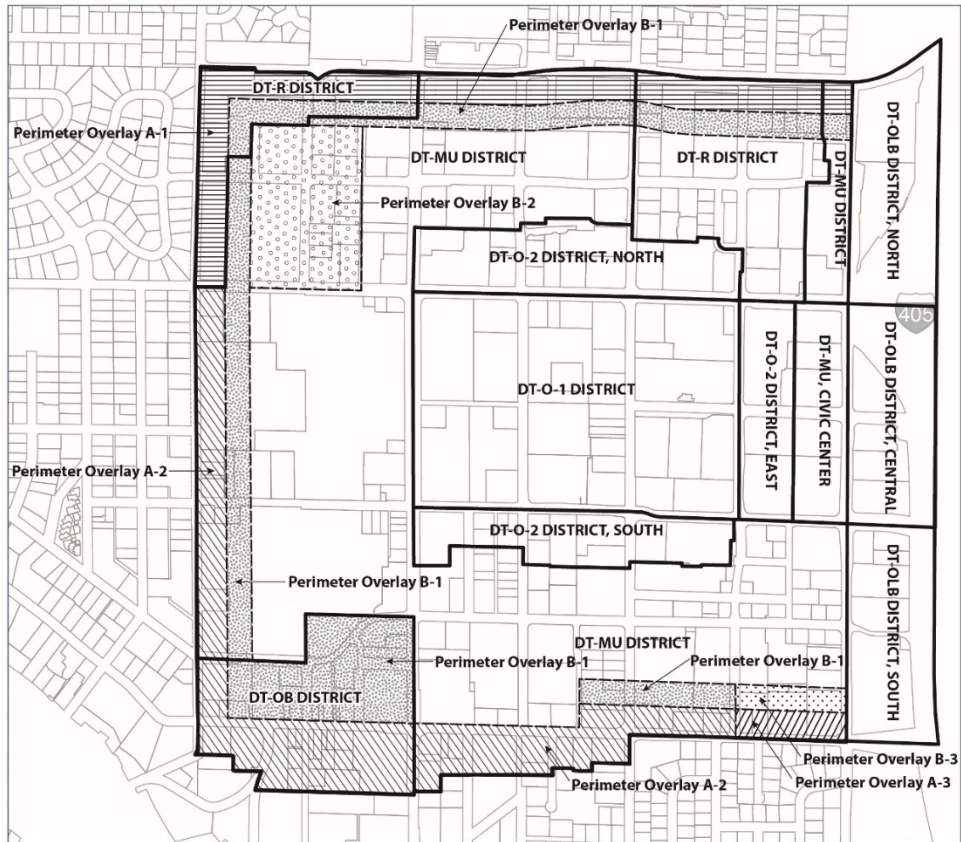 Perimeter Overlay B-1
DT-R DISTRICT
Perimeter Overlay A-1
DT-MU DISTRICT
DT-R DISTRICT
DT-MU DISTRICT
DT-OLB DISTRICT, NORTH
Perimeter Overlay B-2
DT-O-2 DISTRICT, NORTH
405
DT-O-1 DISTRICT
DT-O-2 DISTRICT, EAST
DT-MU, CIVIC CENTER
DT-OLB DISTRICT, CENTRAL
Perimeter Overlay A-2
DT-O-2 DISTRICT, SOUTH
Perimeter Overlay B-1
DT-OLB DISTRICT, SOUTH
DT-MU DISTRICT
Perimeter Overlay B-1
Perimeter Overlay B-1
DT-OB DISTRICT
Perimeter Overlay B-3
Perimeter Overlay A-2
Perimeter Overlay A-3